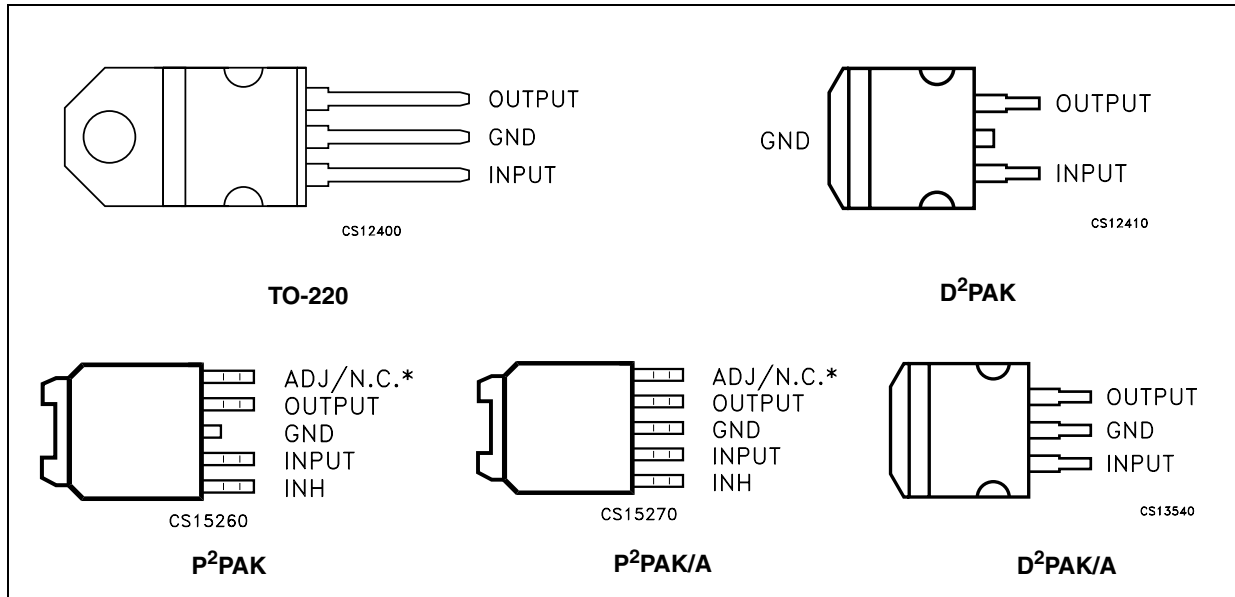 OUTPUT
GND
INPUT
CS12400
TO-220
GND
OUTPUT
INPUT
CS12410
D²PAK
ADJ/N.C.*
OUTPUT
GND
INPUT
INH
CS15260
P²PAK
ADJ/N.C.*
OUTPUT
GND
INPUT
INH
CS15270
P²PAK/A
OUTPUT
GND
INPUT
CS13540
D²PAK/A